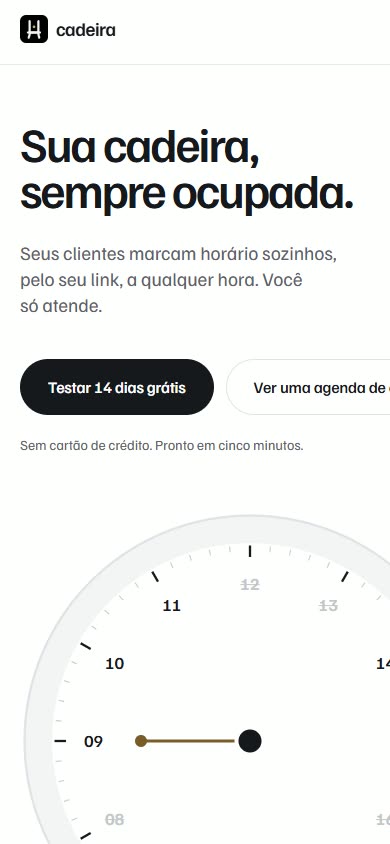 cadeira
Sua cadeira,
sempre ocupada.
Seus clientes marcam horário sozinhos,
pelo seu link, a qualquer hora. Você
só atende.
Testar 14 dias grátis
Ver uma agenda de
Sem cartão de crédito. Pronto em cinco minutos.
12
11
13
10
14
09
08